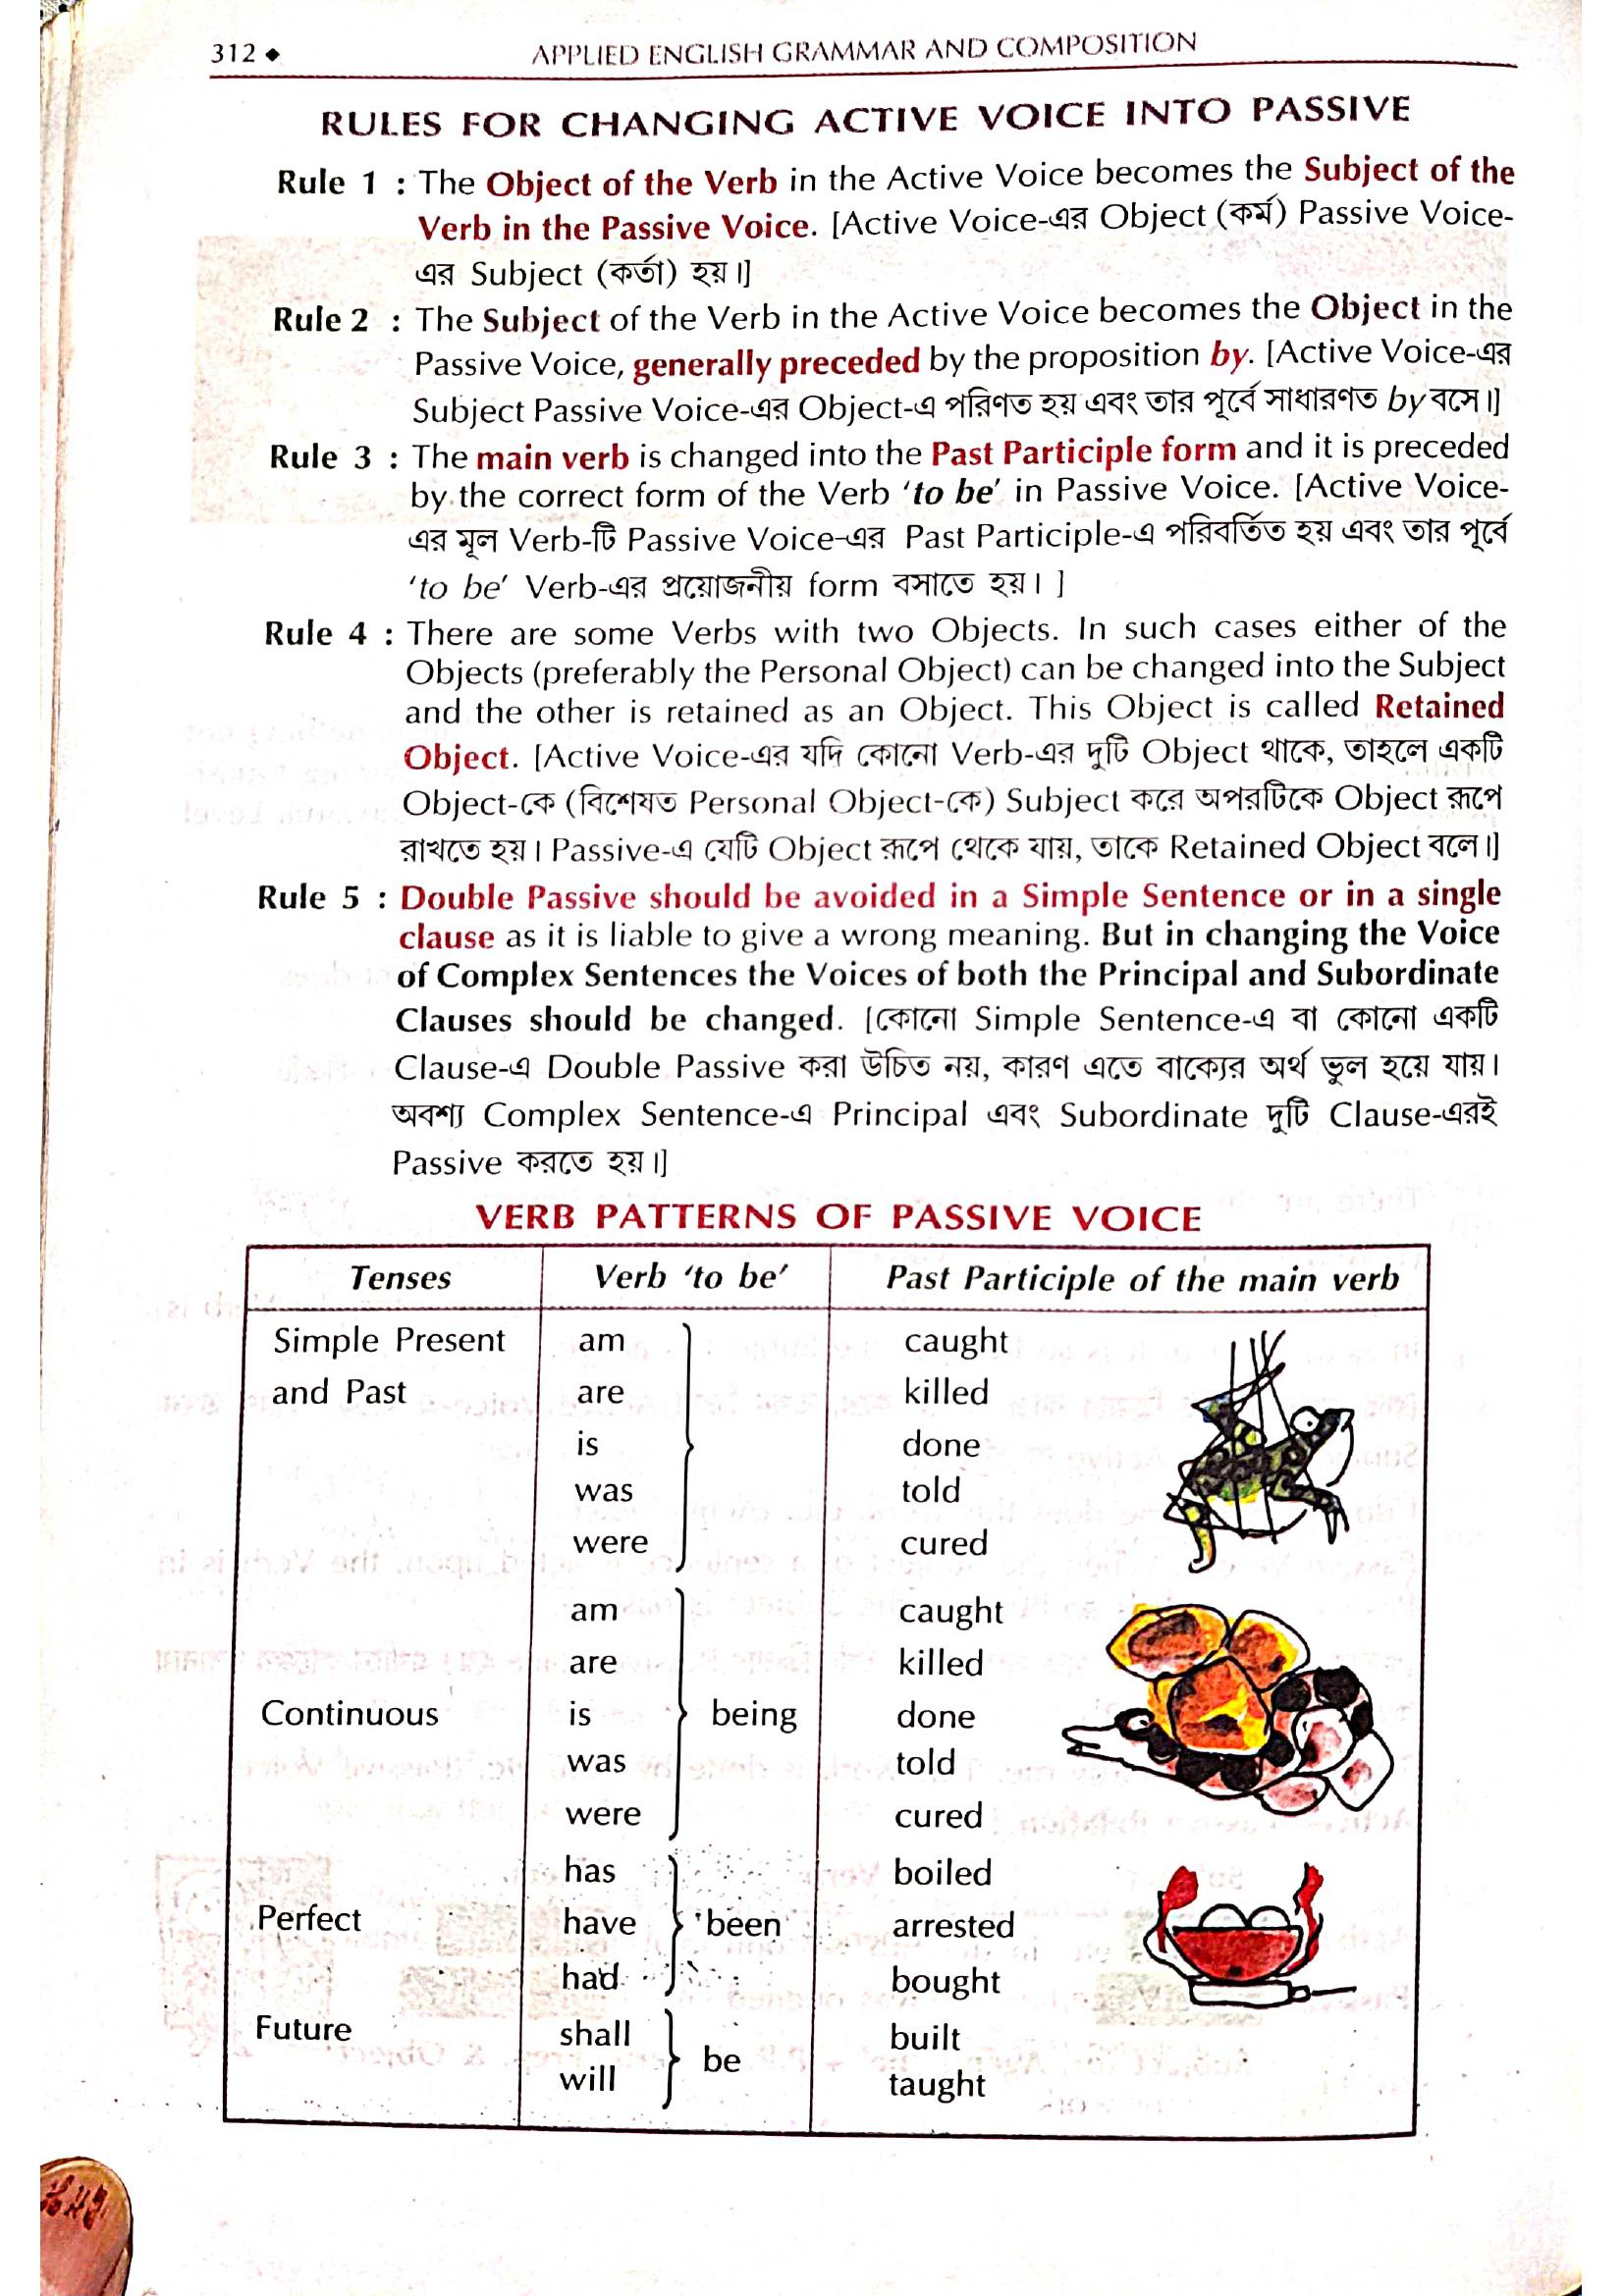 312 ◆ APPLIED ENGLISH GRAMMAR AND COMPOSITION
RULES FOR CHANGING ACTIVE VOICE INTO PASSIVE
Rule 1 : The Object of the Verb in the Active Voice becomes the Subject of the
Verb in the Passive Voice. [Active Voice-এর Object (কর্ম) Passive Voice-
এর Subject (কর্তা) হয়।]
Rule 2 : The Subject of the Verb in the Active Voice becomes the Object in the
Passive Voice, generally preceded by the proposition by. [Active Voice-এর
Subject Passive Voice-এর Object-এ পরিণত হয় এবং তার পূর্বে সাধারণত by বসে।]
Rule 3 : The main verb is changed into the Past Participle form and it is preceded
by the correct form of the Verb ‘to be’ in Passive Voice. [Active Voice-
এর মূল Verb-টি Passive Voice-এর Past Participle-এ পরিবর্তিত হয় এবং তার পূর্বে
‘to be’ Verb-এর প্রয়োজনীয় form বসাতে হয়। ]
Rule 4 : There are some Verbs with two Objects. In such cases either of the
Objects (preferably the Personal Object) can be changed into the Subject
and the other is retained as an Object. This Object is called Retained
Object. [Active Voice-এর যদি কোনো Verb-এর দুটি Object থাকে, তাহলে একটি
Object-কে (বিশেষত Personal Object-কে) Subject করে অপরটিকে Object রূপে
রাখতে হয়। Passive-এ যেটি Object রূপে থেকে যায়, তাকে Retained Object বলে।]
Rule 5 : Double Passive should be avoided in a Simple Sentence or in a single
clause as it is liable to give a wrong meaning. But in changing the Voice
of Complex Sentences the Voices of both the Principal and Subordinate
Clauses should be changed. [কোনো Simple Sentence-এ বা কোনো একটি
Clause-এ Double Passive করা উচিত নয়, কারণ এতে বাক্যের অর্থ ভুল হয়ে যায়।
অবশ্য Complex Sentence-এ Principal এবং Subordinate দুটি Clause-এরই
Passive করতে হয়।]
VERB PATTERNS OF PASSIVE VOICE
Tenses Verb ‘to be’ Past Participle of the main verb
Simple Present am caught
and Past are killed
is done
was told
were cured
am caught
are killed
Continuous is being done
was told
were cured
has boiled
Perfect have been arrested
had bought
Future shall built
be
will taught